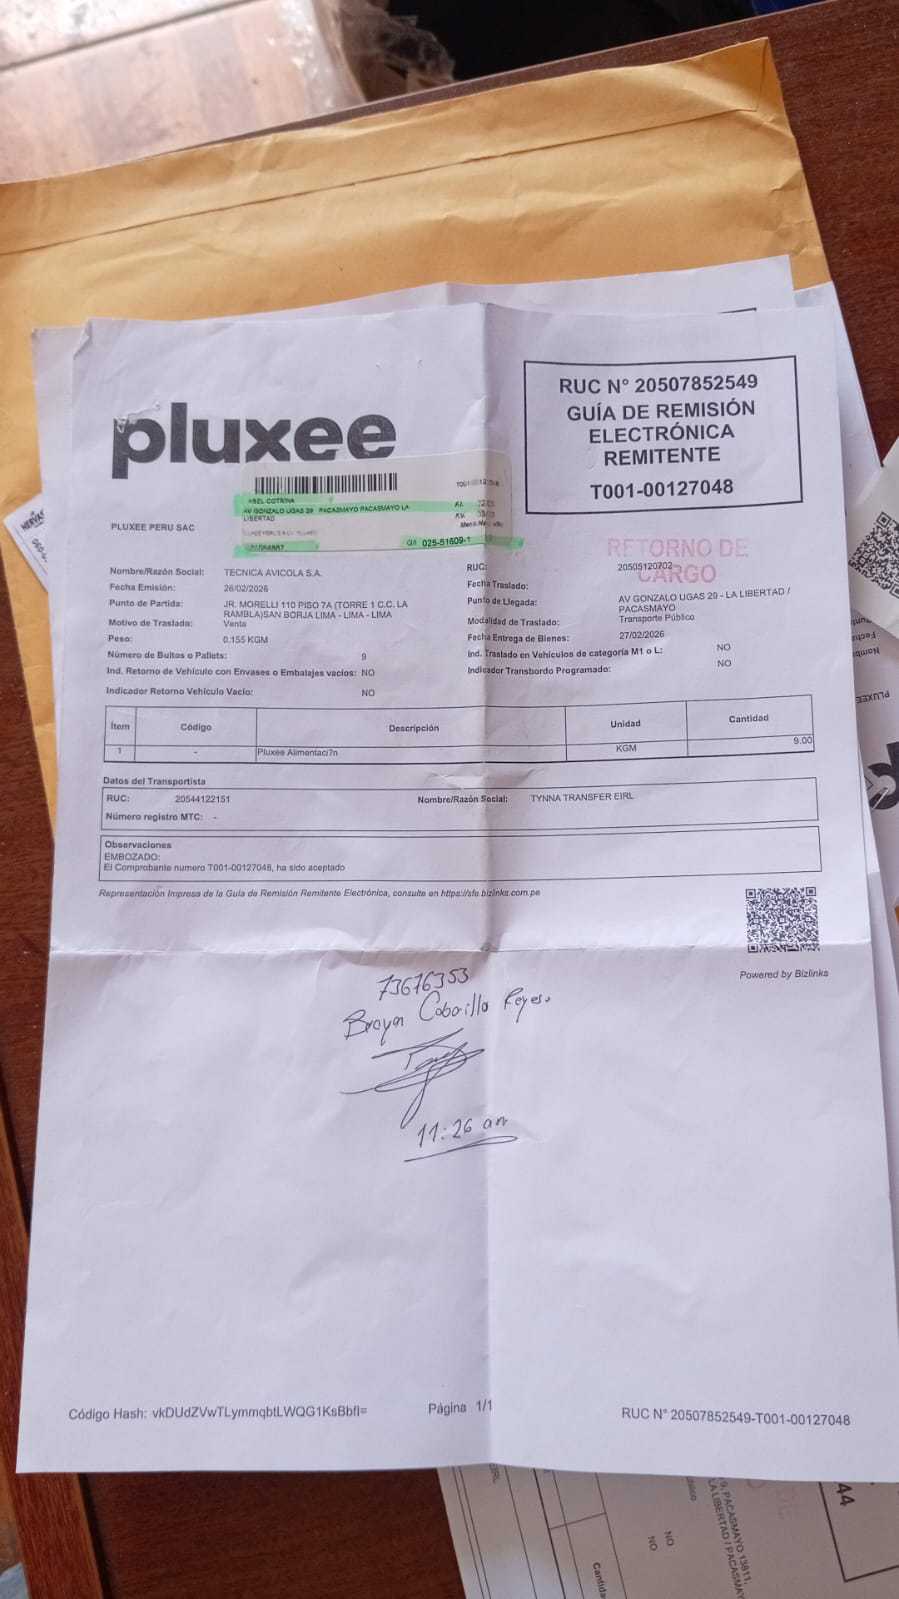 pluxee
RUC N° 20507852549
GUÍA DE REMISIÓN
ELECTRÓNICA
REMITENTE
T001-00127048
ABEL COTRINA
AV GONZALO UGAS 29 PACASMAYO PACASMAYO LA
LIBERTAD
GUI 025-51609-1
PLUXEE PERU SAC
RETORNO DE
CARGO
Nombre/Razón Social: TECNICA AVICOLA S.A. RUC: 20505120702
Fecha Emisión: 26/02/2026 Fecha Traslado:
Punto de Partida: JR. MORELLI 110 PISO 7A (TORRE 1 C.C. LA RAMBLA)SAN BORJA LIMA - LIMA - LIMA Punto de Llegada: AV GONZALO UGAS 29 - LA LIBERTAD / PACASMAYO
Motivo de Traslado: Venta Modalidad de Traslado: Transporte Público
Peso: 0.155 KGM Fecha Entrega de Bienes: 27/02/2026
Número de Bultos o Pallets: 9 Ind. Traslado en Vehículos de categoría M1 o L: NO
Ind. Retorno de Vehículo con Envases o Embalajes vacíos: NO Indicador Transbordo Programado: NO
Indicador Retorno Vehículo Vacío: NO
Ítem Código Descripción Unidad Cantidad
1 - Pluxee Alimentaci?n KGM 9.00
Datos del Transportista
RUC: 20544122151 Nombre/Razón Social: TYNNA TRANSFER EIRL
Número registro MTC: -
Observaciones
EMBOZADO:
El Comprobante numero T001-00127048, ha sido aceptado
Representación Impresa de la Guía de Remisión Remitente Electrónica, consulte en https://sfe.bizlinks.com.pe
Powered by Bizlinks
73676353
Brayan Cabarillo Reyes.
11:26 am
Código Hash: vkDUdZVwTLymmqbtLWQG1KsBbfI= Página 1/1 RUC N° 20507852549-T001-00127048
44
NO
NO
Cantida
PLUXEE